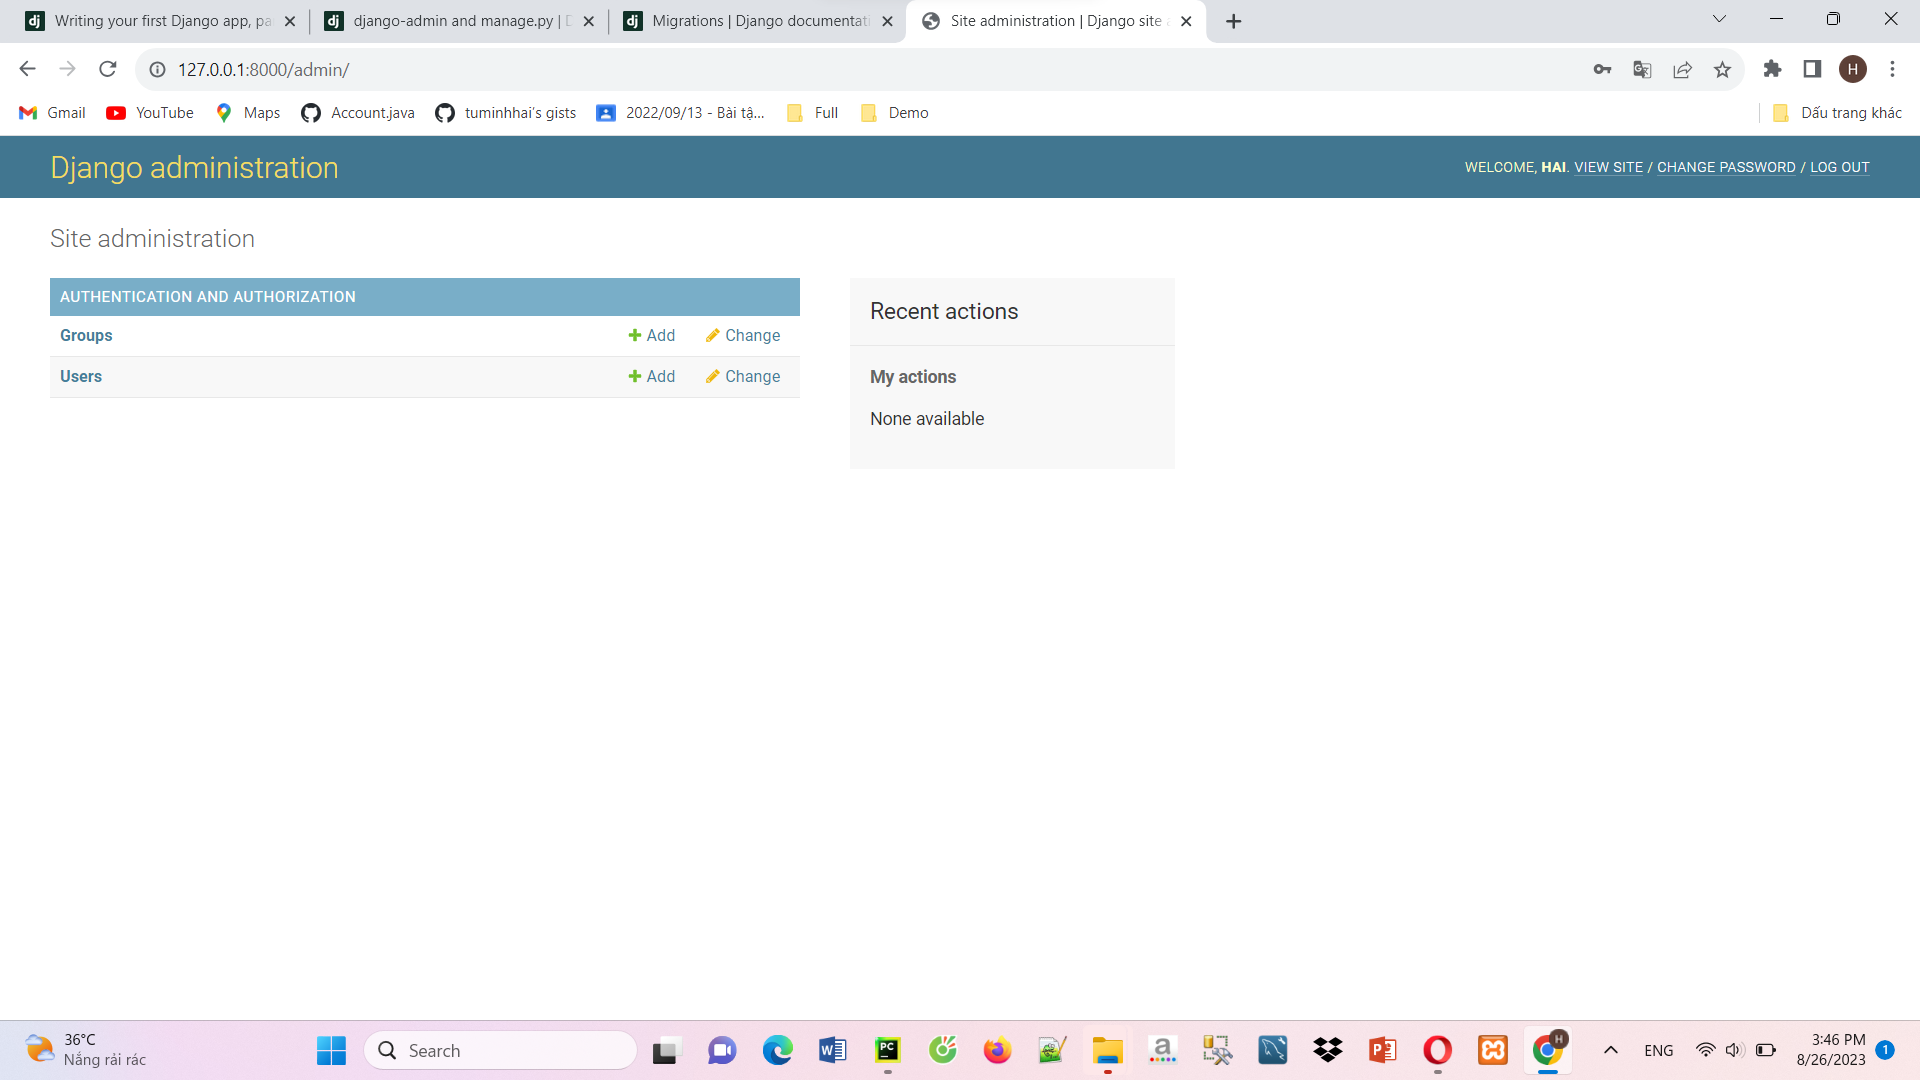 Writing your first Django app, pa
django-admin and manage.py | D
Migrations | Django documentati
Site administration | Django site a
127.0.0.1:8000/admin/
H
Gmail
YouTube
Maps
Account.java
tuminhhai's gists
2022/09/13 - Bài tậ...
Full
Demo
Dấu trang khác
Django administration
WELCOME, HAI. VIEW SITE / CHANGE PASSWORD / LOG OUT
Site administration
AUTHENTICATION AND AUTHORIZATION
Groups
Add
Change
Users
Add
Change
Recent actions
My actions
None available
36°C
Nắng rải rác
Search
ENG
3:46 PM
8/26/2023
1